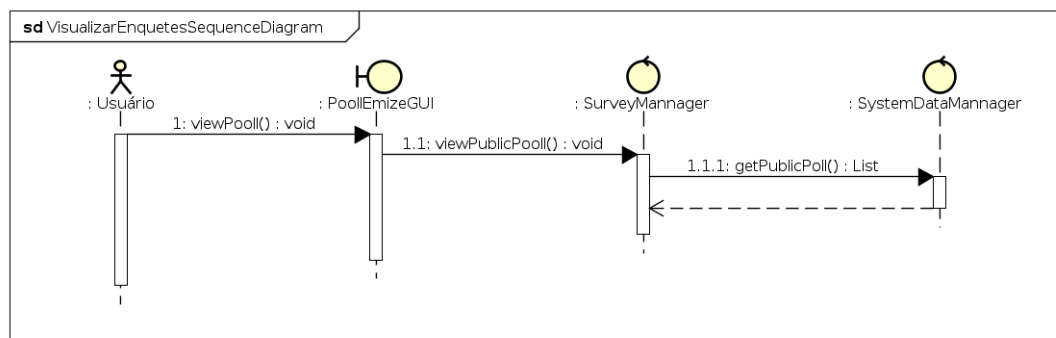 sd VisualizarEnquetesSequenceDiagram
: Usuário
: PoollEmizeGUI
: SurveyMannager
: SystemDataMannager
1: viewPooll() : void
1.1: viewPublicPooll() : void
1.1.1: getPublicPoll() : List